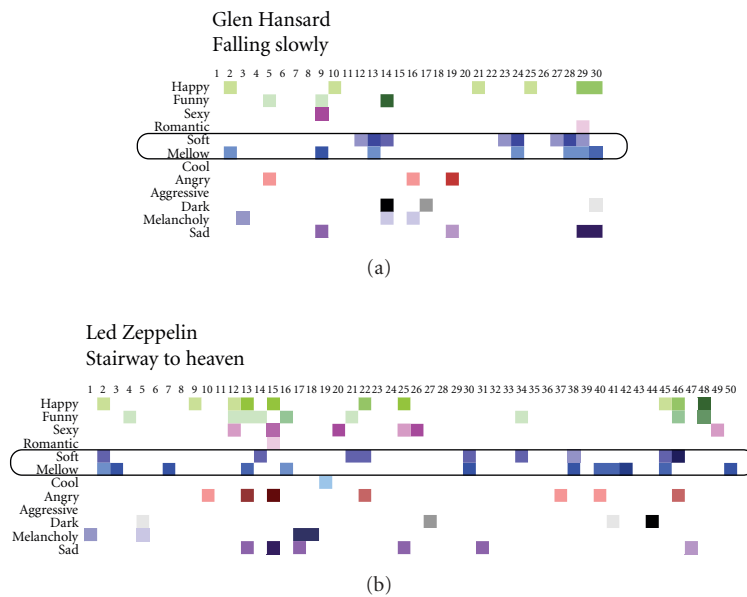 Glen Hansard
Falling slowly
1 2 3 4 5 6 7 8 9 10 11 12 13 14 15 16 17 18 19 20 21 22 23 24 25 26 27 28 29 30
Happy
Funny
Sexy
Romantic
Soft
Mellow
Cool
Angry
Aggressive
Dark
Melancholy
Sad
(a)
Led Zeppelin
Stairway to heaven
1 2 3 4 5 6 7 8 9 10 11 12 13 14 15 16 17 18 19 20 21 22 23 24 25 26 27 28 29 30 31 32 33 34 35 36 37 38 39 40 41 42 43 44 45 46 47 48 49 50
Happy
Funny
Sexy
Romantic
Soft
Mellow
Cool
Angry
Aggressive
Dark
Melancholy
Sad
(b)